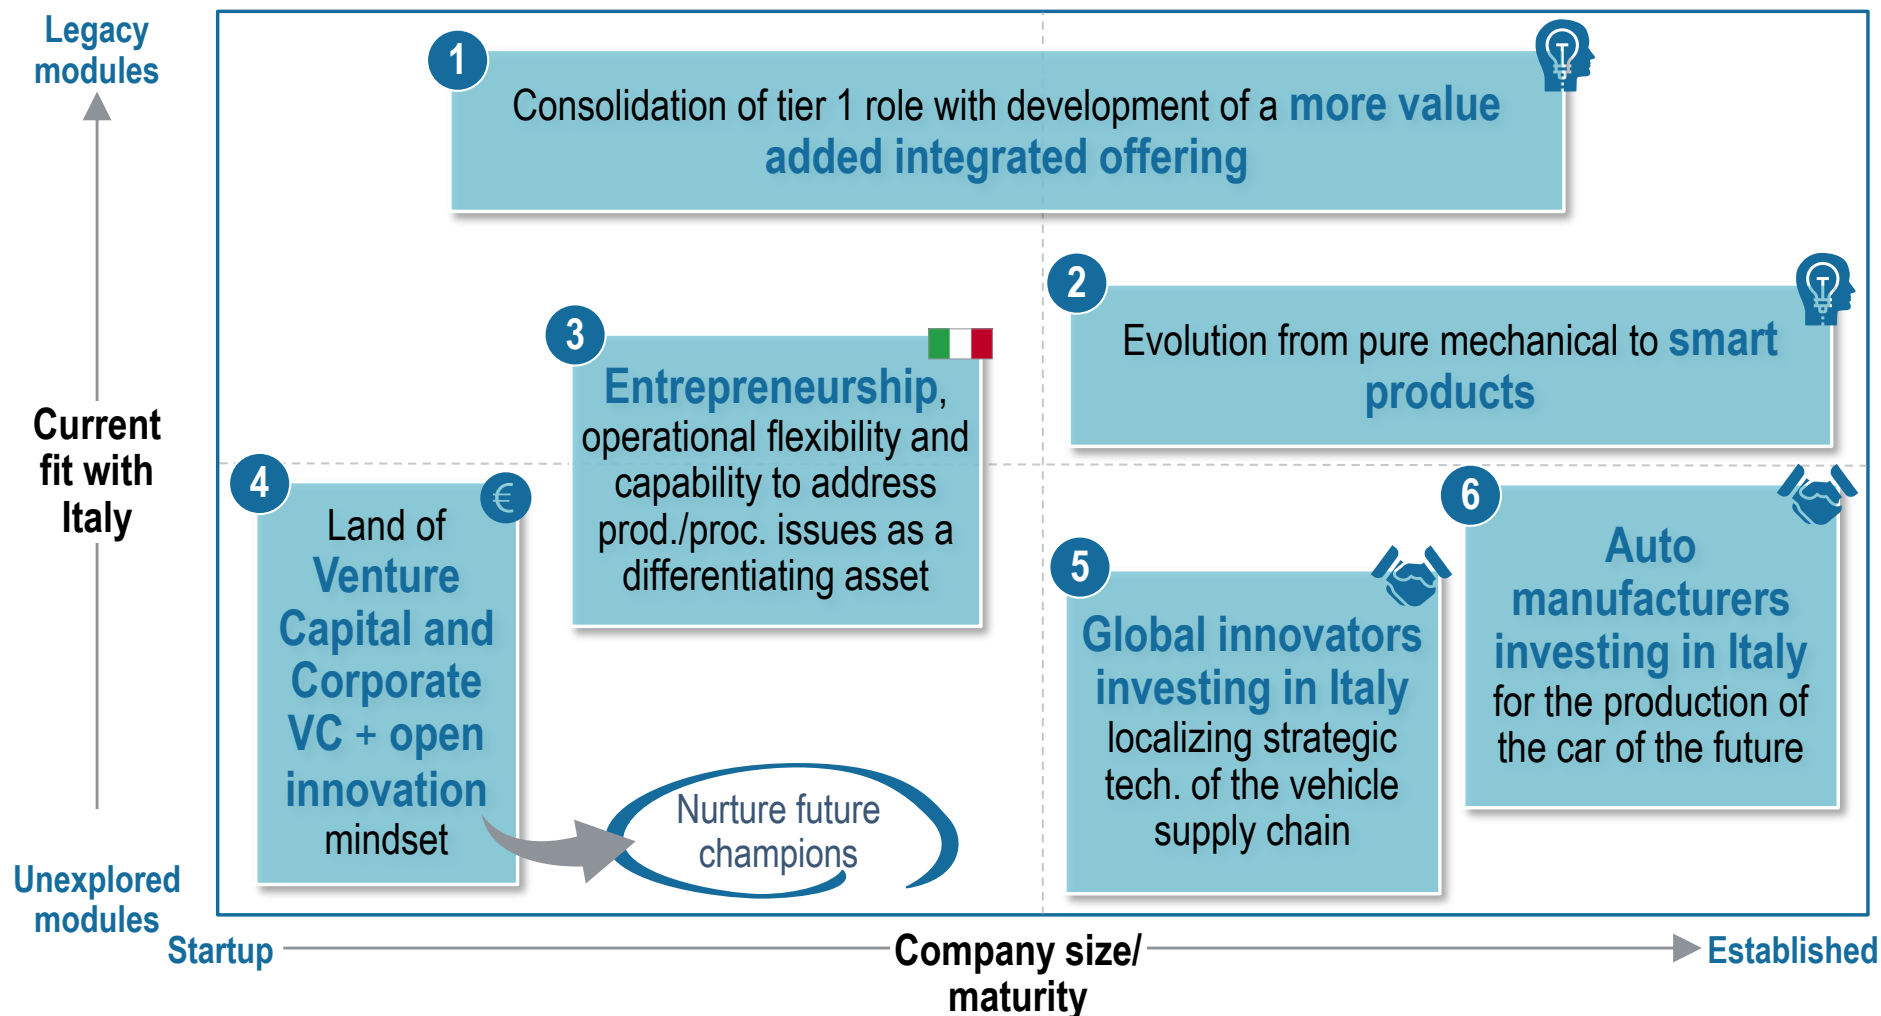 Legacy
modules
Current
fit with
Italy
Unexplored
modules
1
Consolidation of tier 1 role with development of a more value
added integrated offering
2
Evolution from pure mechanical to smart
products
3
Entrepreneurship,
operational flexibility and
capability to address
prod./proc. issues as a
differentiating asset
4
€
Land of
Venture
Capital and
Corporate
VC + open
innovation
mindset
Nurture future
champions
5
Global innovators
investing in Italy
localizing strategic
tech. of the vehicle
supply chain
6
Auto
manufacturers
investing in Italy
for the production of
the car of the future
Startup
Company size/
maturity
Established